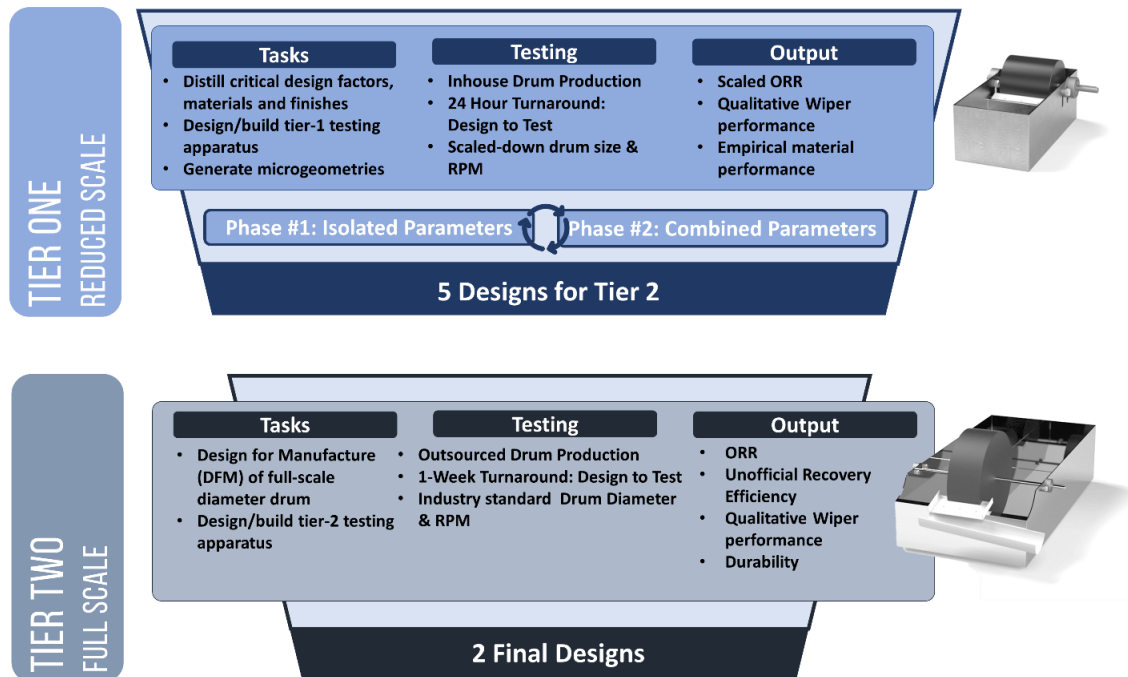 TIER ONE
REDUCED SCALE
Tasks
• Distill critical design factors,
materials and finishes
• Design/build tier-1 testing
apparatus
• Generate microgeometries
Testing
• Inhouse Drum Production
• 24 Hour Turnaround:
Design to Test
• Scaled-down drum size &
RPM
Output
• Scaled ORR
• Qualitative Wiper
performance
• Empirical material
performance
Phase #1: Isolated Parameters
Phase #2: Combined Parameters
5 Designs for Tier 2
TIER TWO
FULL SCALE
Tasks
• Design for Manufacture
(DFM) of full-scale
diameter drum
• Design/build tier-2 testing
apparatus
Testing
• Outsourced Drum Production
• 1-Week Turnaround: Design to Test
• Industry standard  Drum Diameter
& RPM
Output
• ORR
• Unofficial Recovery
Efficiency
• Qualitative Wiper
performance
• Durability
2 Final Designs